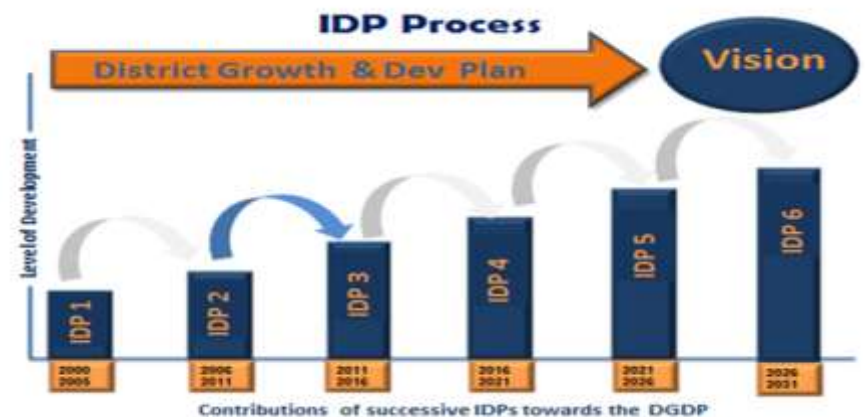 IDP Process
District Growth & Dev Plan
Vision
Level of Development
IDP 1
IDP 2
IDP 3
IDP 4
IDP 5
IDP 6
2000
2005
2006
2011
2011
2016
2016
2021
2021
2026
2026
2031
Contributions of successive IDPs towards the DGDP